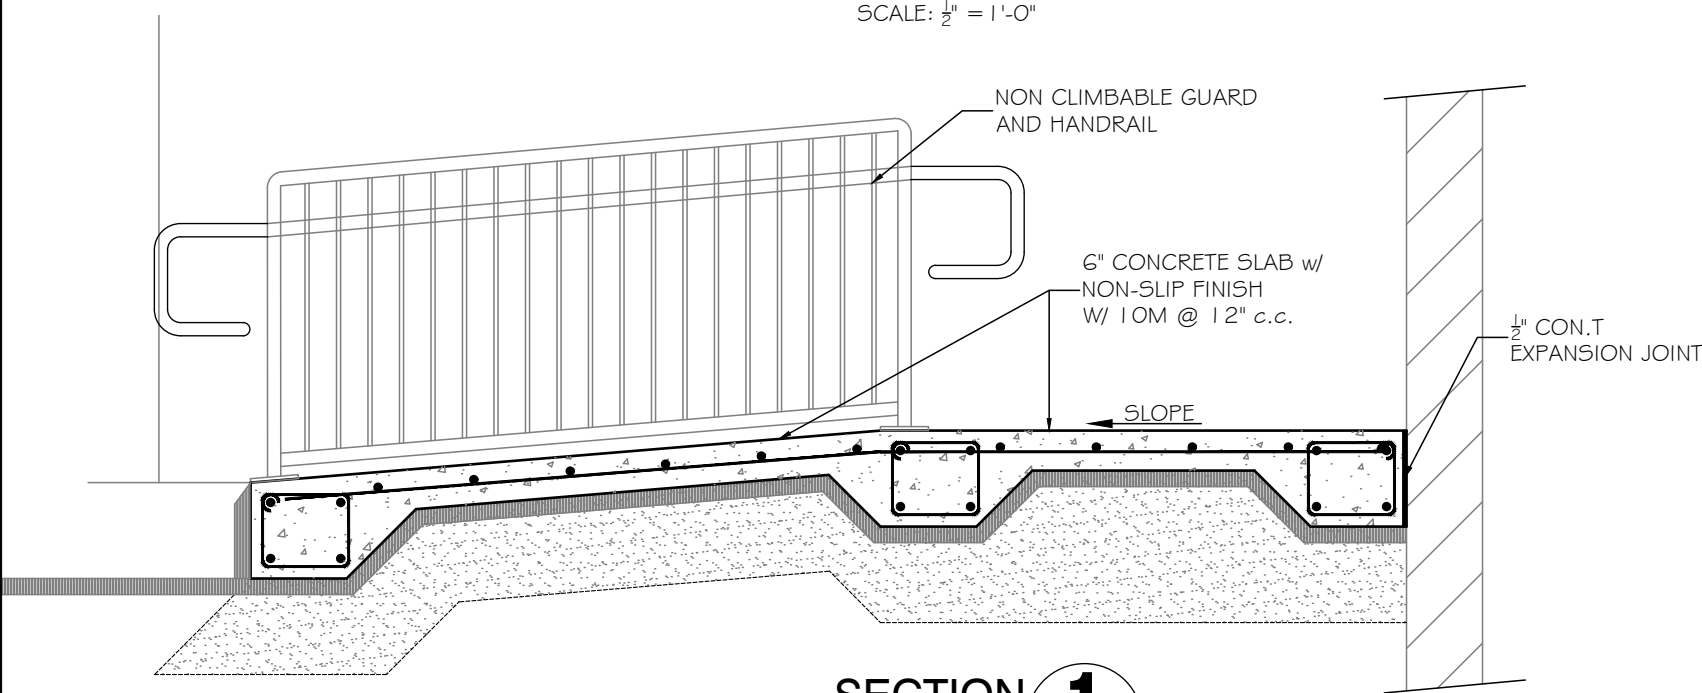 SCALE: 1/2" = 1'-0"
NON CLIMBABLE GUARD
AND HANDRAIL
6" CONCRETE SLAB w/
NON-SLIP FINISH
W/ 10M @ 12" c.c.
1/2" CON.T
EXPANSION JOINT
SLOPE
SECTION 1